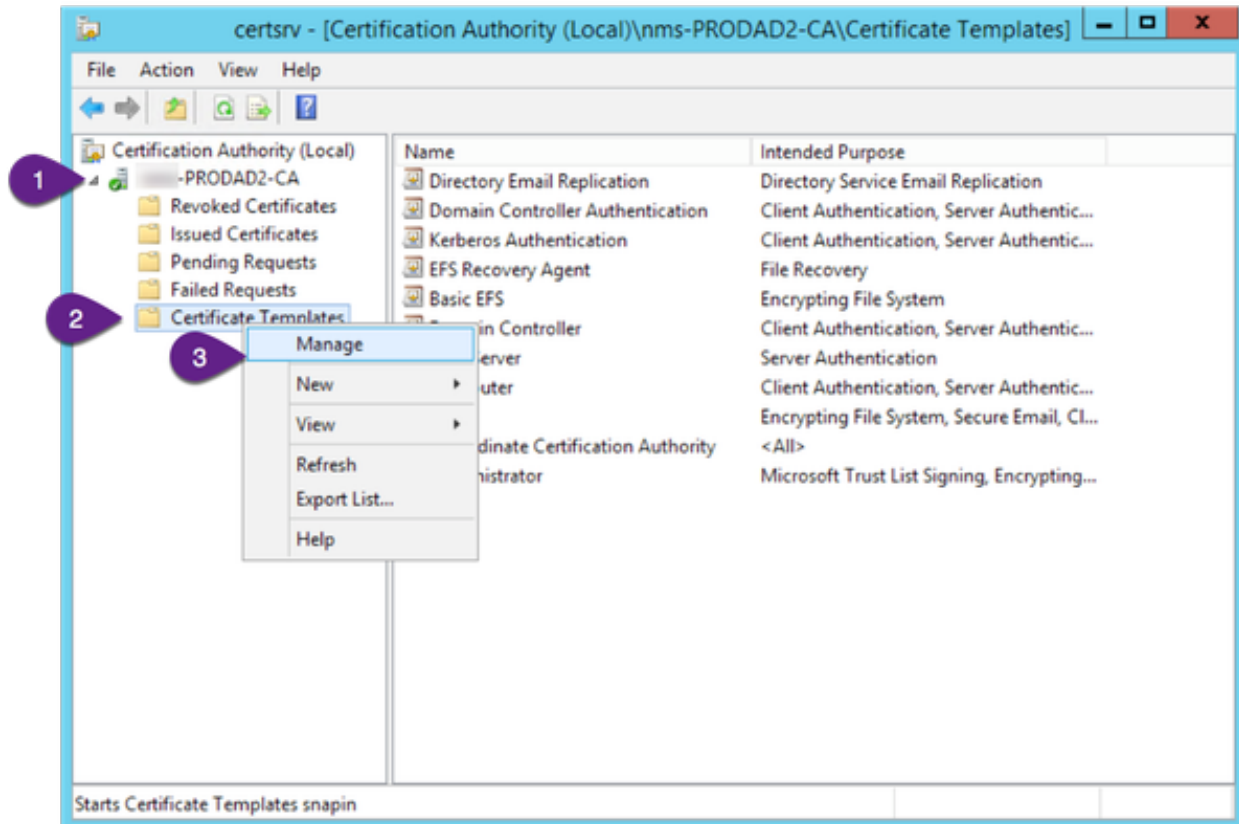 certsrv - [Certification Authority (Local)\nms-PRODAD2-CA\Certificate Templates]
File Action View Help
Certification Authority (Local)
1
-PRODAD2-CA
Revoked Certificates
Issued Certificates
Pending Requests
Failed Requests
2
Certificate Templates
3
Manage
New
View
Refresh
Export List...
Help
Name Intended Purpose
Directory Email Replication Directory Service Email Replication
Domain Controller Authentication Client Authentication, Server Authentic...
Kerberos Authentication Client Authentication, Server Authentic...
EFS Recovery Agent File Recovery
Basic EFS Encrypting File System
in Controller Client Authentication, Server Authentic...
erver Server Authentication
uter Client Authentication, Server Authentic...
Encrypting File System, Secure Email, Cl...
dinate Certification Authority <All>
nistrator Microsoft Trust List Signing, Encrypting...
Starts Certificate Templates snapin